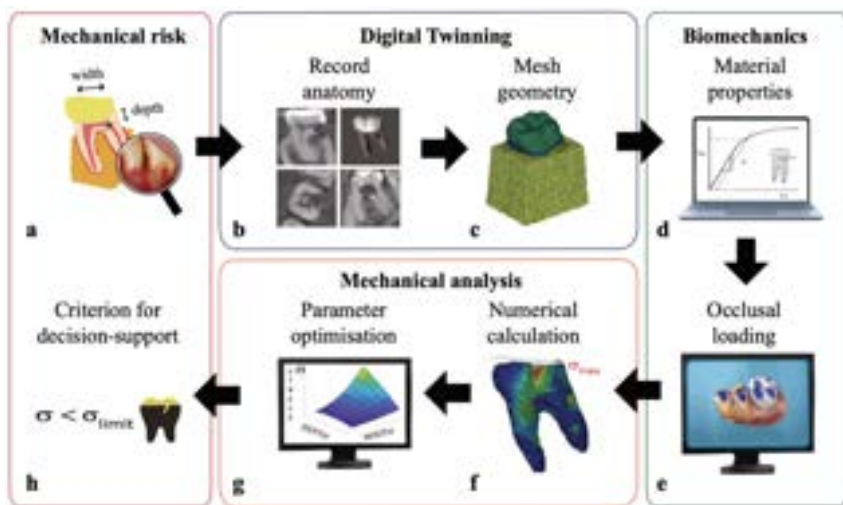 Mechanical risk
width
depth
a
Digital Twinning
Record
anatomy
b
Mesh
geometry
c
Biomechanics
Material
properties
d
Occlusal
loading
e
Mechanical analysis
Numerical
calculation
f
Parameter
optimisation
g
Criterion for
decision-support
σ < σlimit
h